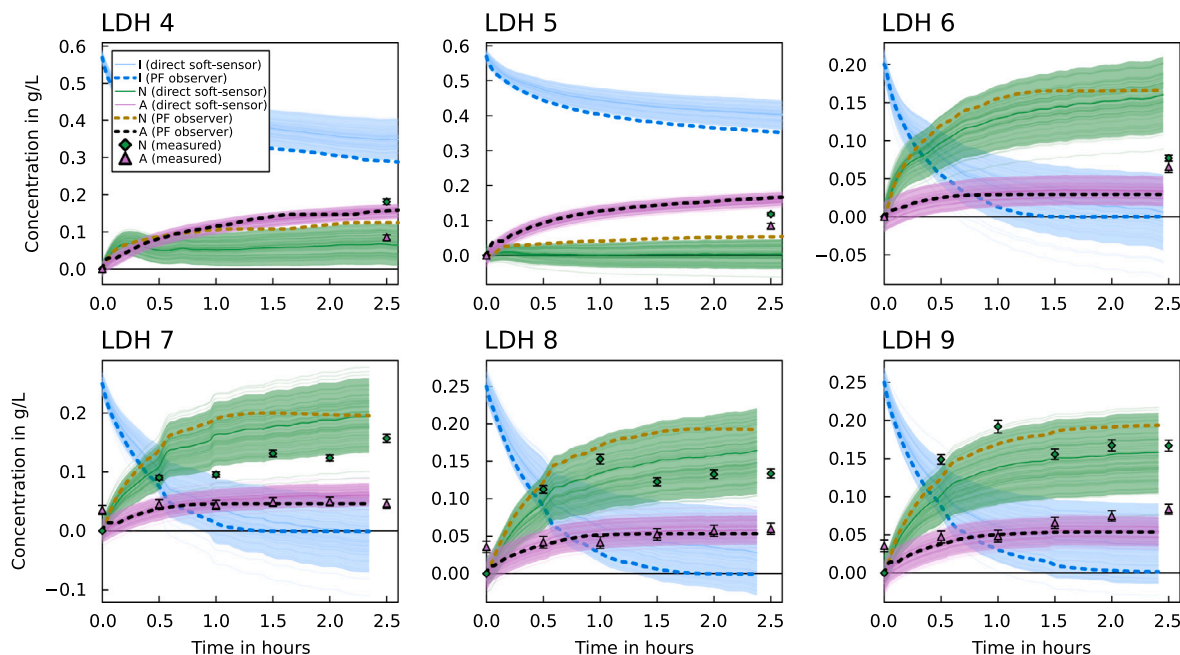 LDH 4
LDH 5
LDH 6
Concentration in g/L
0.6
0.5
0.4
0.3
0.2
0.1
0.0
I (direct soft-sensor)
I (PF observer)
N (direct soft-sensor)
A (direct soft-sensor)
N (PF observer)
A (PF observer)
N (measured)
A (measured)
0.0 0.5 1.0 1.5 2.0 2.5
0.6
0.5
0.4
0.3
0.2
0.1
0.0
0.0 0.5 1.0 1.5 2.0 2.5
0.20
0.15
0.10
0.05
0.00
−0.05
0.0 0.5 1.0 1.5 2.0 2.5
LDH 7
LDH 8
LDH 9
Concentration in g/L
0.2
0.1
0.0
−0.1
0.0 0.5 1.0 1.5 2.0 2.5
Time in hours
0.25
0.20
0.15
0.10
0.05
0.00
0.0 0.5 1.0 1.5 2.0 2.5
Time in hours
0.25
0.20
0.15
0.10
0.05
0.00
0.0 0.5 1.0 1.5 2.0 2.5
Time in hours